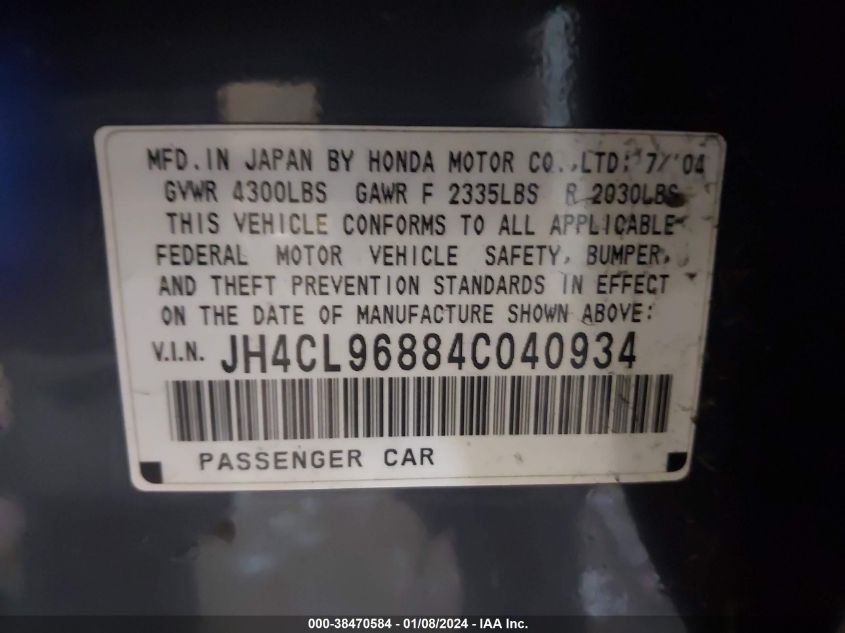 MFD. IN JAPAN BY HONDA MOTOR CO., LTD: 7/'04
GVWR 4300LBS GAWR F 2335LBS R 2030LBS
THIS VEHICLE CONFORMS TO ALL APPLICABLE
FEDERAL MOTOR VEHICLE SAFETY, BUMPER,
AND THEFT PREVENTION STANDARDS IN EFFECT
ON THE DATE OF MANUFACTURE SHOWN ABOVE:
V.I.N. JH4CL96884C040934
PASSENGER CAR
000-38470584 - 01/08/2024 - IAA Inc.